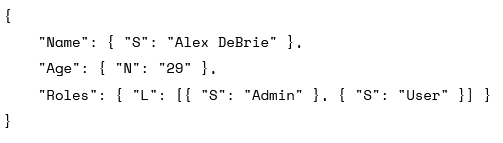 {
    "Name": { "S": "Alex DeBrie" },
    "Age": { "N": "29" },
    "Roles": { "L": [{ "S": "Admin" }, { "S": "User" }] }
}